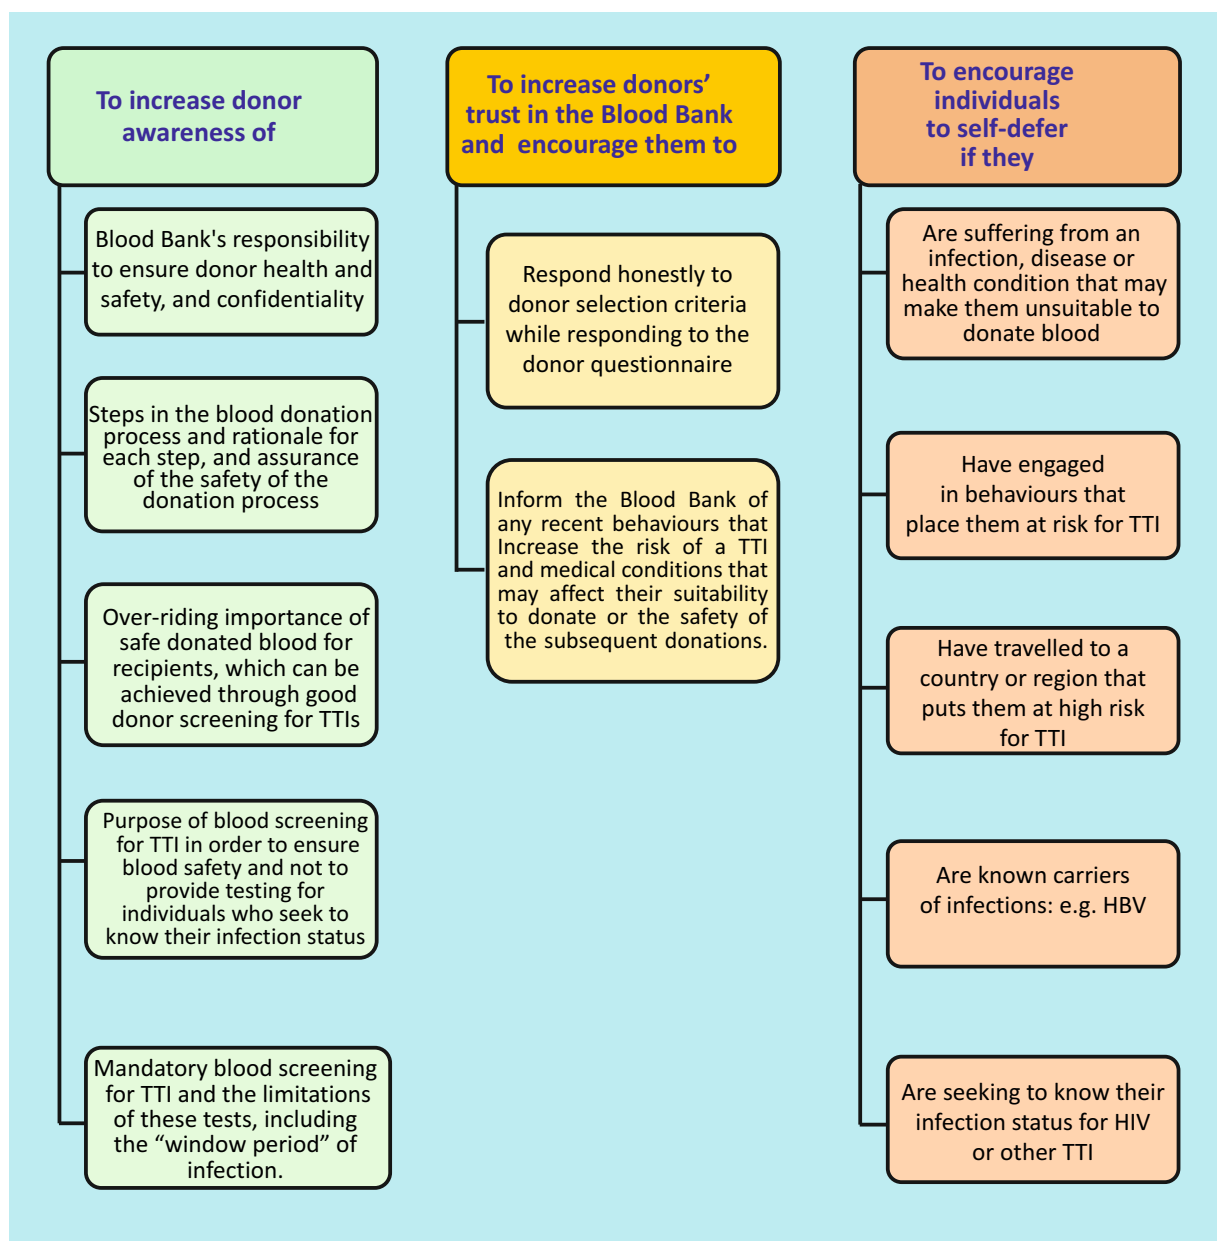 To increase donor
awareness of
Blood Bank's responsibility
to ensure donor health and
safety, and confidentiality
Steps in the blood donation
process and rationale for
each step, and assurance
of the safety of the
donation process
Over-riding importance of
safe donated blood for
recipients, which can be
achieved through good
donor screening for TTIs
Purpose of blood screening
for TTI in order to ensure
blood safety and not to
provide testing for
individuals who seek to
know their infection status
Mandatory blood screening
for TTI and the limitations
of these tests, including
the “window period” of
infection.
To increase donors’
trust in the Blood Bank
and encourage them to
Respond honestly to
donor selection criteria
while responding to the
donor questionnaire
Inform the Blood Bank of
any recent behaviours that
Increase the risk of a TTI
and medical conditions that
may affect their suitability
to donate or the safety of
the subsequent donations.
To encourage
individuals
to self-defer
if they
Are suffering from an
infection, disease or
health condition that may
make them unsuitable to
donate blood
Have engaged
in behaviours that
place them at risk for TTI
Have travelled to a
country or region that
puts them at high risk
for TTI
Are known carriers
of infections: e.g. HBV
Are seeking to know their
infection status for HIV
or other TTI